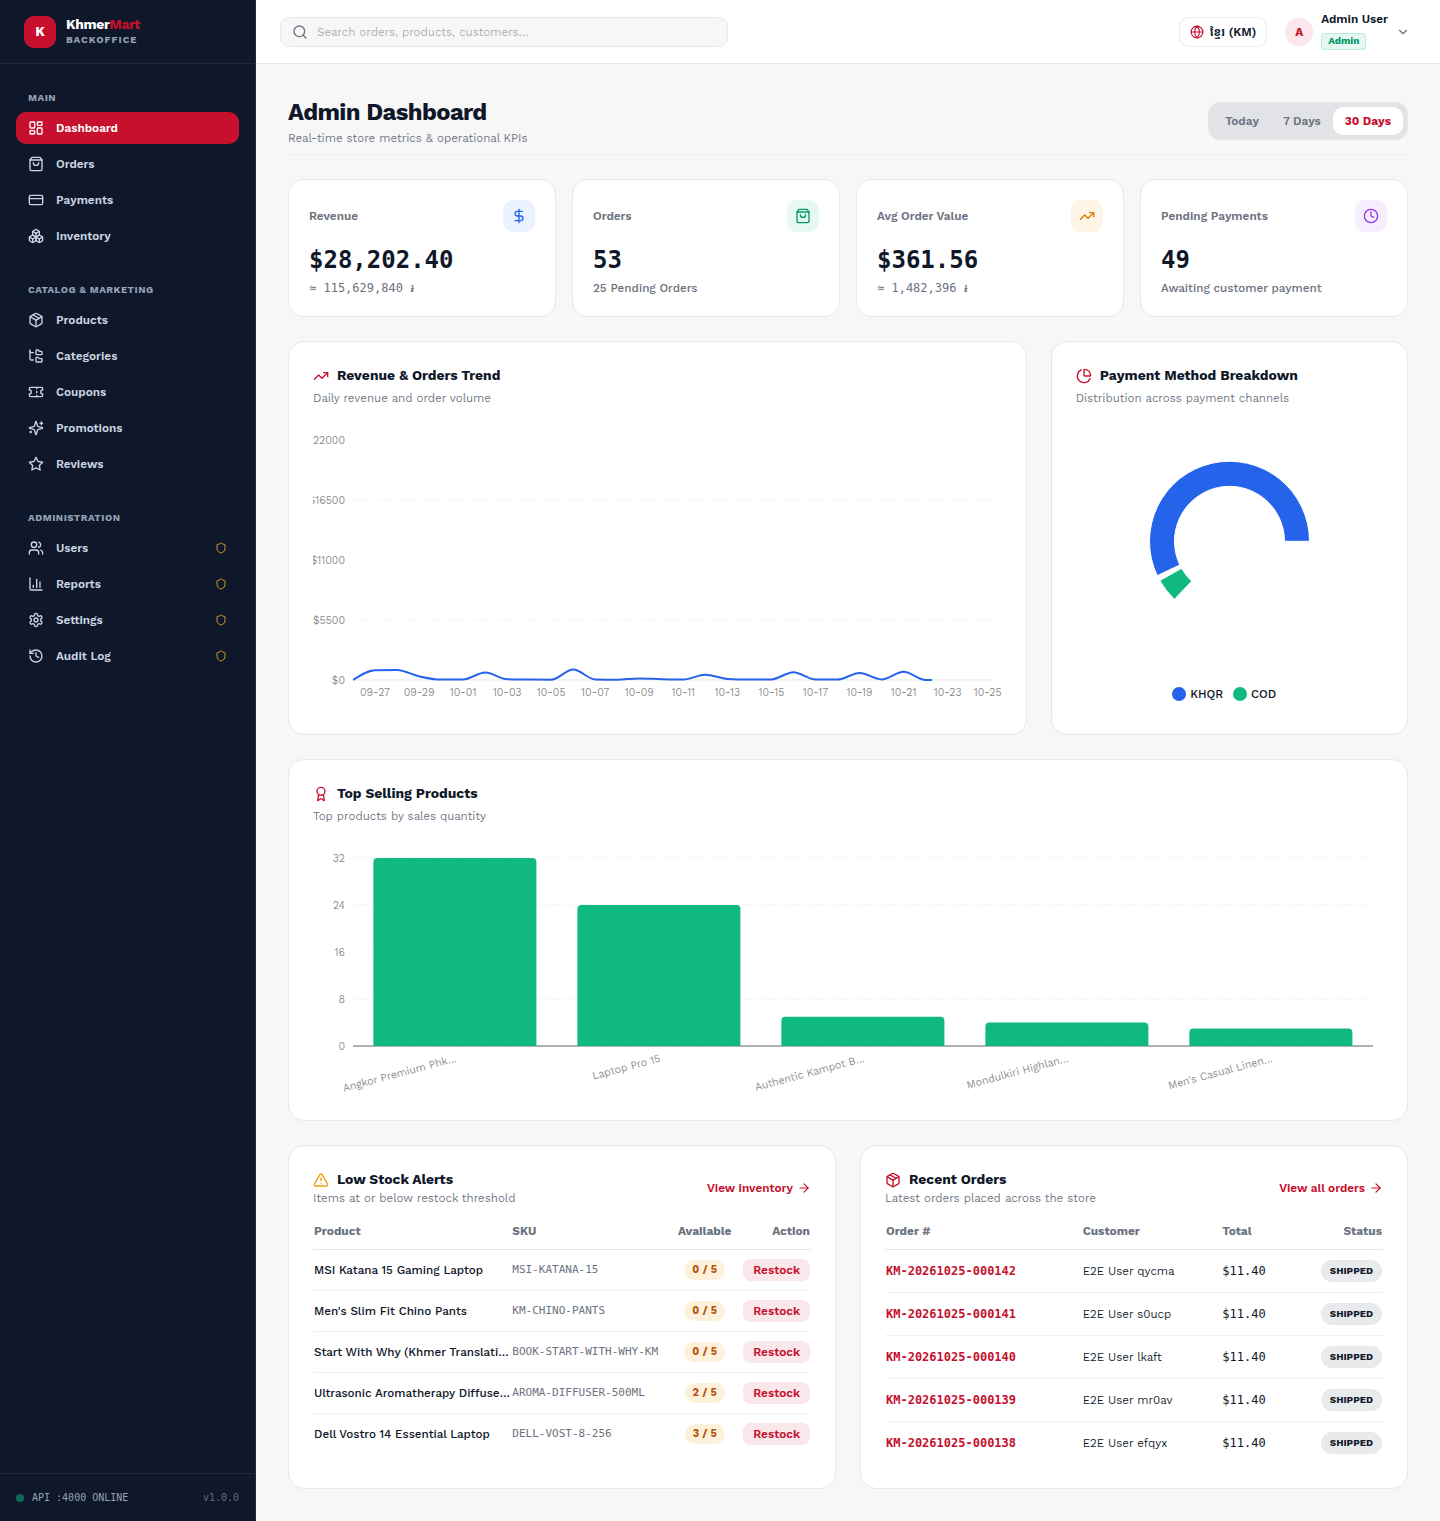 K
KhmerMart
BACKOFFICE
Search orders, products, customers...
ខ្មែរ (KM)
A
Admin User
Admin
MAIN
Dashboard
Orders
Payments
Inventory
CATALOG & MARKETING
Products
Categories
Coupons
Promotions
Reviews
ADMINISTRATION
Users
Reports
Settings
Audit Log
API :4000 ONLINE
v1.0.0
Admin Dashboard
Real-time store metrics & operational KPIs
Today 7 Days 30 Days
Revenue
$28,202.40
≈ 115,629,840 ៛
Orders
53
25 Pending Orders
Avg Order Value
$361.56
≈ 1,482,396 ៛
Pending Payments
49
Awaiting customer payment
Revenue & Orders Trend
Daily revenue and order volume
22000
$16500
$11000
$5500
$0
09-27 09-29 10-01 10-03 10-05 10-07 10-09 10-11 10-13 10-15 10-17 10-19 10-21 10-23 10-25
Payment Method Breakdown
Distribution across payment channels
KHQR COD
Top Selling Products
Top products by sales quantity
32
24
16
8
0
Angkor Premium Phk... Laptop Pro 15 Authentic Kampot B... Mondulkiri Highlan... Men's Casual Linen...
Low Stock Alerts
Items at or below restock threshold
View inventory
Product SKU Available Action
MSI Katana 15 Gaming Laptop MSI-KATANA-15 0 / 5 Restock
Men's Slim Fit Chino Pants KM-CHINO-PANTS 0 / 5 Restock
Start With Why (Khmer Translati... BOOK-START-WITH-WHY-KM 0 / 5 Restock
Ultrasonic Aromatherapy Diffuse... AROMA-DIFFUSER-500ML 2 / 5 Restock
Dell Vostro 14 Essential Laptop DELL-VOST-8-256 3 / 5 Restock
Recent Orders
Latest orders placed across the store
View all orders
Order # Customer Total Status
KM-20261025-000142 E2E User qycma $11.40 SHIPPED
KM-20261025-000141 E2E User s0ucp $11.40 SHIPPED
KM-20261025-000140 E2E User lkaft $11.40 SHIPPED
KM-20261025-000139 E2E User mr0av $11.40 SHIPPED
KM-20261025-000138 E2E User efqyx $11.40 SHIPPED